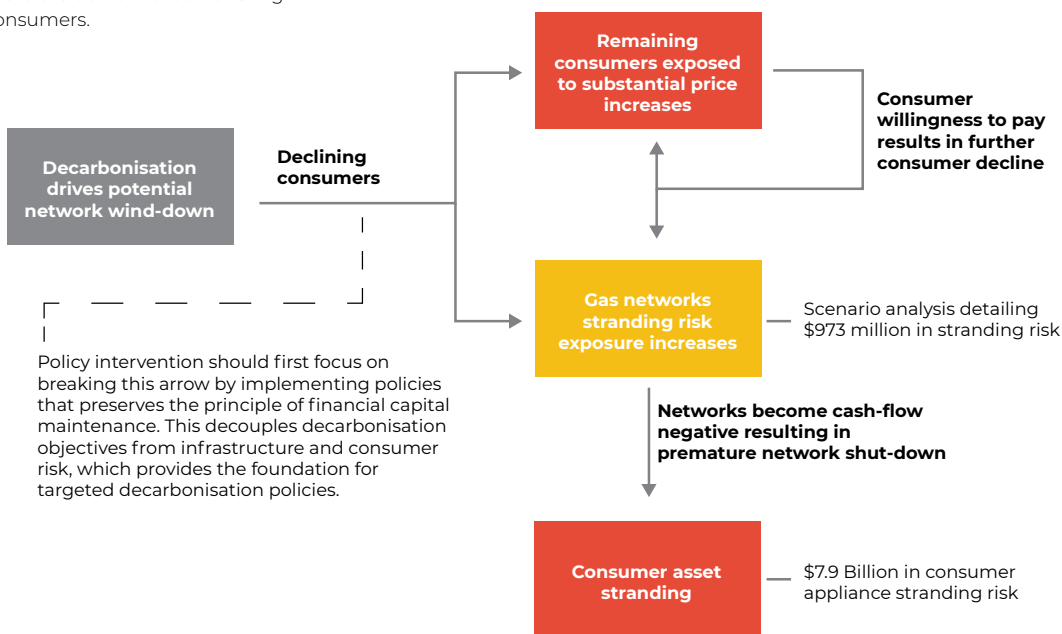 onsumers.
Remaining
consumers exposed
to substantial price
increases
Consumer
willingness to pay
results in further
consumer decline
Decarbonisation
drives potential
network wind-down
Declining
consumers
Gas networks
stranding risk
exposure increases
Scenario analysis detailing
$973 million in stranding risk
Policy intervention should first focus on
breaking this arrow by implementing policies
that preserves the principle of financial capital
maintenance. This decouples decarbonisation
objectives from infrastructure and consumer
risk, which provides the foundation for
targeted decarbonisation policies.
Networks become cash-flow
negative resulting in
premature network shut-down
Consumer asset
stranding
$7.9 Billion in consumer
appliance stranding risk